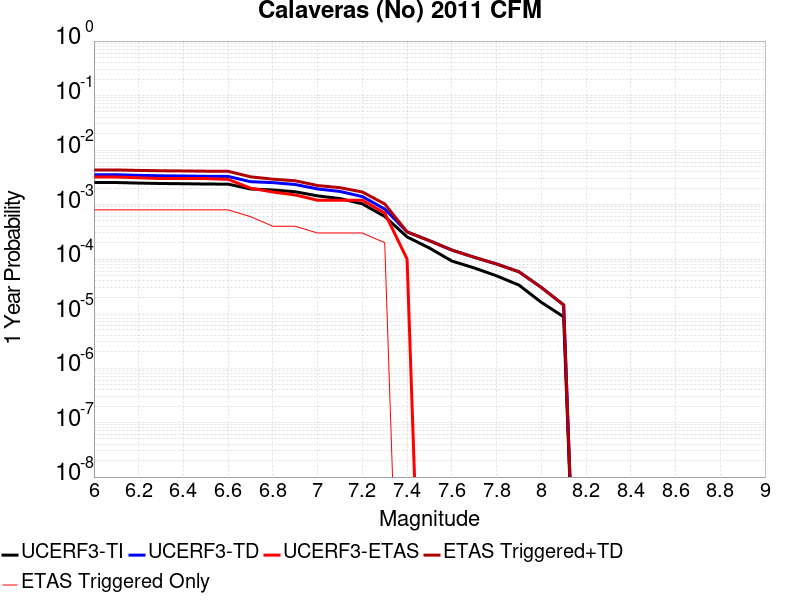 Calaveras (No) 2011 CFM
10^0
10^-1
10^-2
10^-3
10^-4
10^-5
10^-6
10^-7
10^-8
1 Year Probability
6 6.2 6.4 6.6 6.8 7 7.2 7.4 7.6 7.8 8 8.2 8.4 8.6 8.8 9
Magnitude
UCERF3-TI UCERF3-TD UCERF3-ETAS ETAS Triggered+TD
ETAS Triggered Only